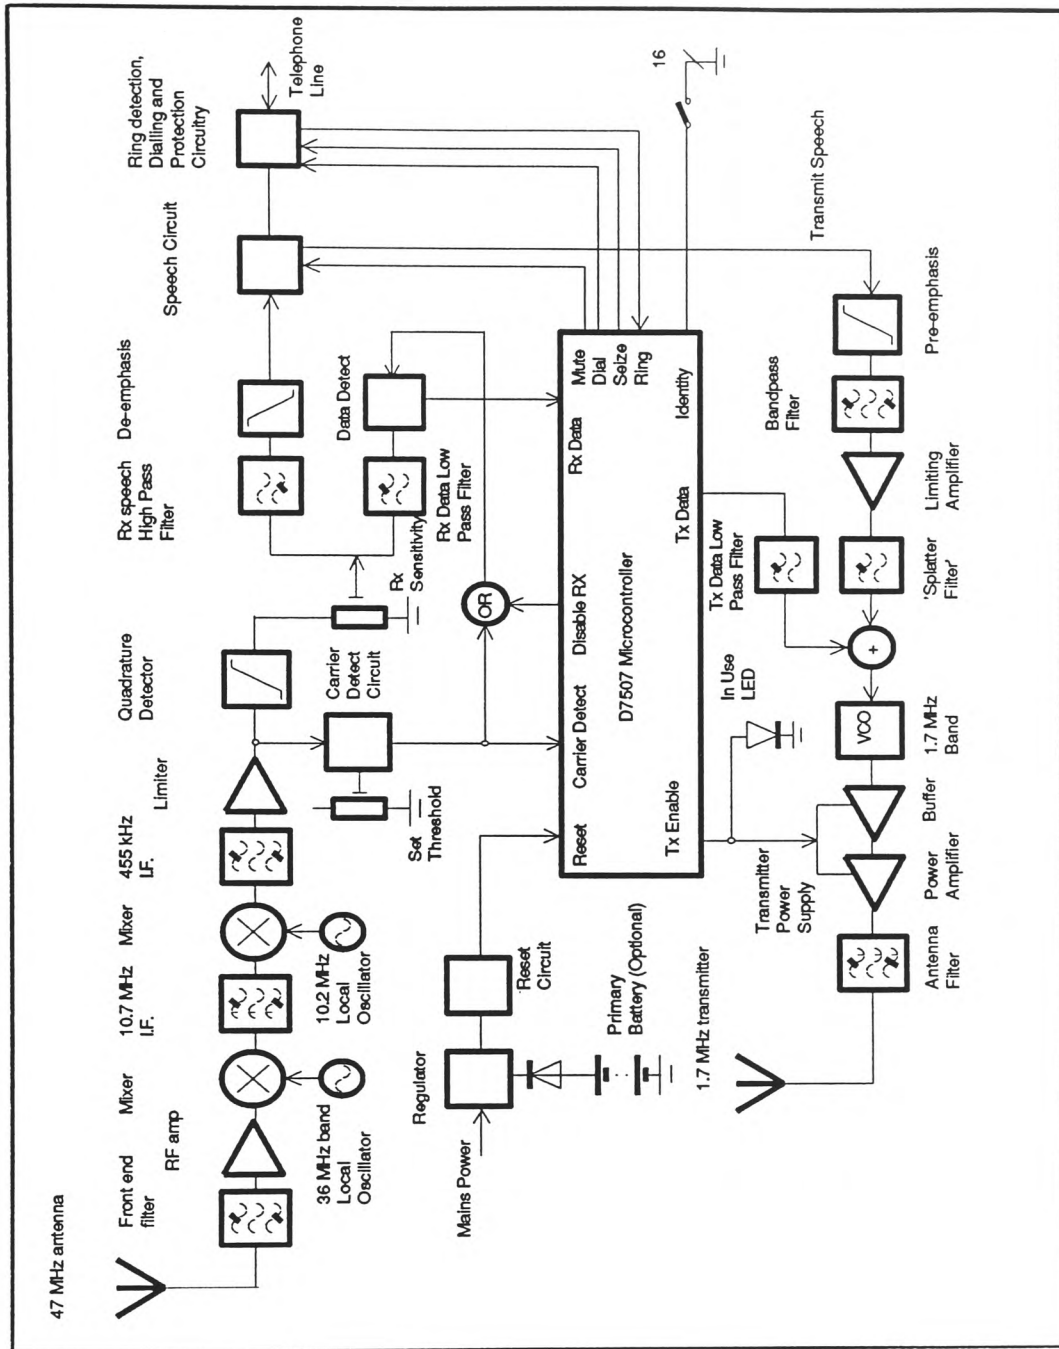 47 MHz antenna
Front end
filter
RF amp
Mixer
10.7 MHz
I.F.
Mixer
455 kHz
I.F.
Limiter
Quadrature
Detector
Rx speech
High Pass
Filter
De-emphasis
Speech Circuit
Ring detection,
Dialling and
Protection
Circuitry
Telephone
Line
36 MHz band
Local
Oscillator
10.2 MHz
Local
Oscillator
Set
Threshold
Carrier
Detect
Circuit
Rx
Sensitivity
Rx Data Low
Pass Filter
Data Detect
OR
Mains Power
Regulator
Reset
Circuit
Primary
Battery (Optional)
Reset
Carrier Detect
Disable RX
Rx Data
Mute
Dial
Seize
Ring
D7507 Microcontroller
Tx Enable
Tx Data
Identity
16
Transmit Speech
In Use
LED
Tx Data Low
Pass Filter
Transmitter
Power
Supply
1.7 MHz transmitter
Antenna
Filter
Power
Amplifier
Buffer
VCO
1.7 MHz
Band
+
'Splatter
Filter'
Limiting
Amplifier
Bandpass
Filter
Pre-emphasis